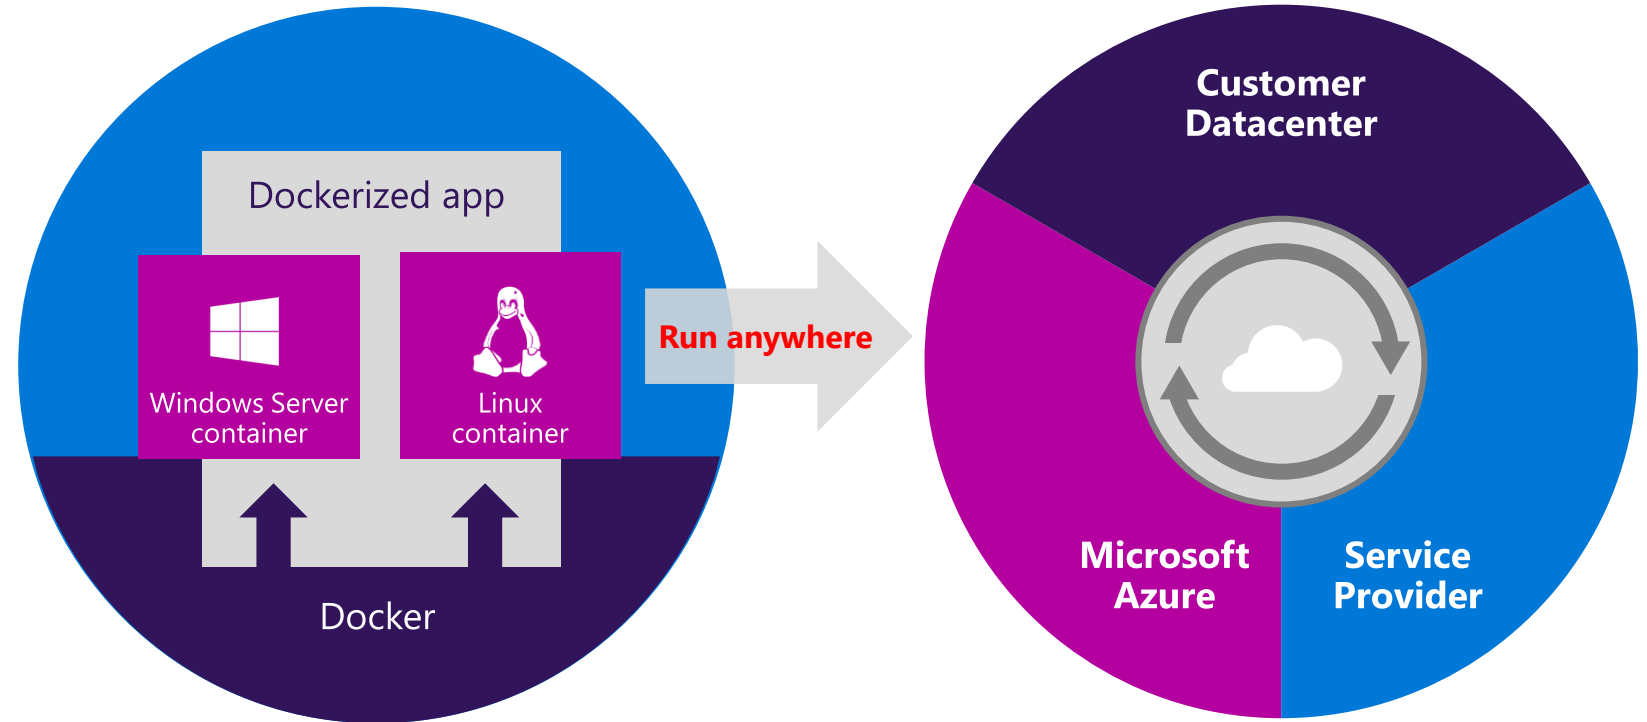 Dockerized app
Windows Server
container
Linux
container
Docker
Run anywhere
Customer
Datacenter
Microsoft
Azure
Service
Provider